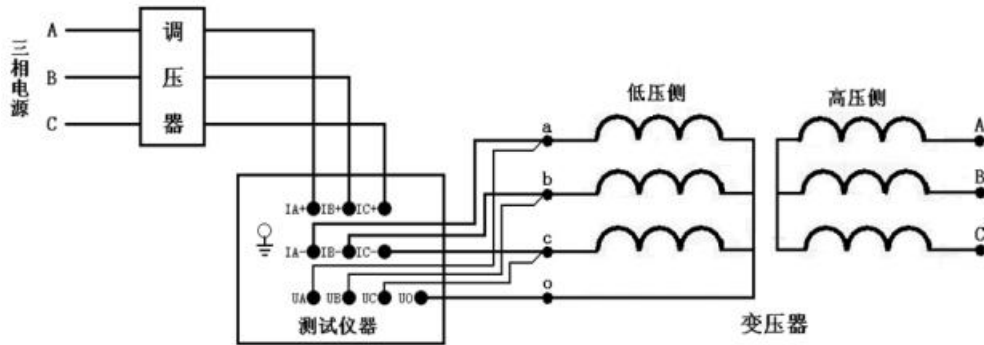 三相电源
A
B
C
调压器
IA+ IB+ IC+
IA- IB- IC-
UA UB UC UO
测试仪器
a
b
c
o
低压侧
高压侧
A
B
C
变压器